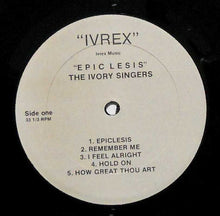 "IVREX"
Ivrex Music
"EPIC LESIS"
THE IVORY SINGERS
Side one
33 1/3 RPM
1. EPICLESIS
2. REMEMBER ME
3. I FEEL ALRIGHT
4. HOLD ON
5. HOW GREAT THOU ART